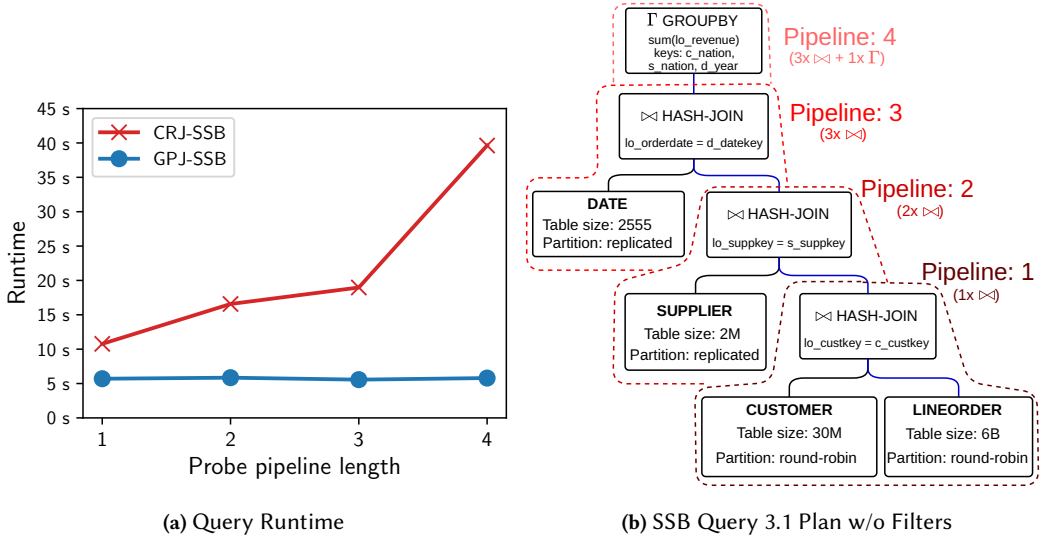 45 s
40 s
35 s
30 s
25 s
20 s
15 s
10 s
5 s
0 s
Runtime
CRJ-SSB
GPJ-SSB
1 2 3 4
Probe pipeline length
(a) Query Runtime
Γ GROUPBY
sum(lo_revenue)
keys: c_nation,
s_nation, d_year
Pipeline: 4
(3x ⋈ + 1x Γ)
⋈ HASH-JOIN
lo_orderdate = d_datekey
Pipeline: 3
(3x ⋈)
DATE
Table size: 2555
Partition: replicated
⋈ HASH-JOIN
lo_suppkey = s_suppkey
Pipeline: 2
(2x ⋈)
SUPPLIER
Table size: 2M
Partition: replicated
⋈ HASH-JOIN
lo_custkey = c_custkey
Pipeline: 1
(1x ⋈)
CUSTOMER
Table size: 30M
Partition: round-robin
LINEORDER
Table size: 6B
Partition: round-robin
(b) SSB Query 3.1 Plan w/o Filters